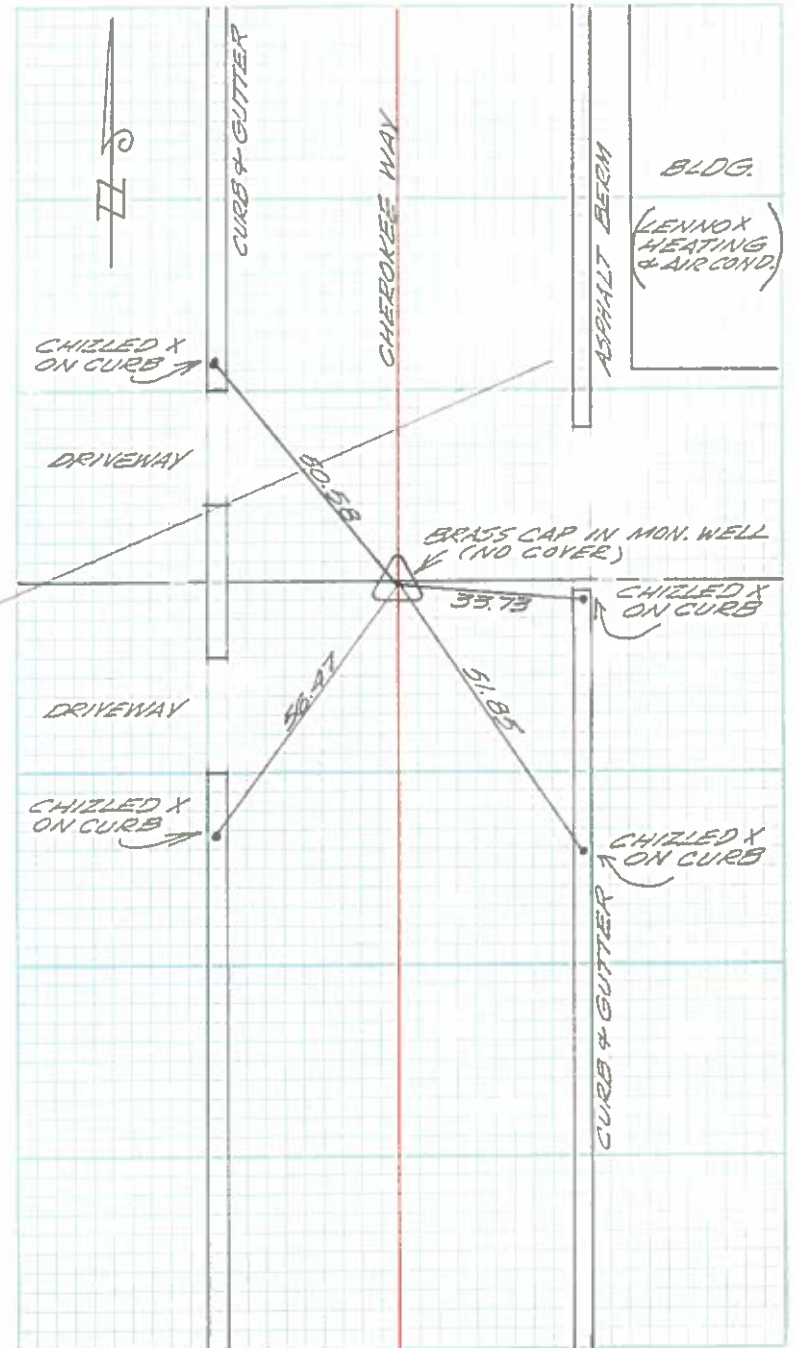 CURB & GUTTER
CHEROKEE WAY
ASPHALT BERM
BLDG.
(LENNOX
HEATING
& AIR COND.)
CHIZLED X
ON CURB
DRIVEWAY
80.58
BRASS CAP IN MON. WELL
(NO COVER)
33.73
CHIZLED X
ON CURB
DRIVEWAY
56.47
51.85
CHIZLED X
ON CURB
CHIZLED X
ON CURB
CURB & GUTTER